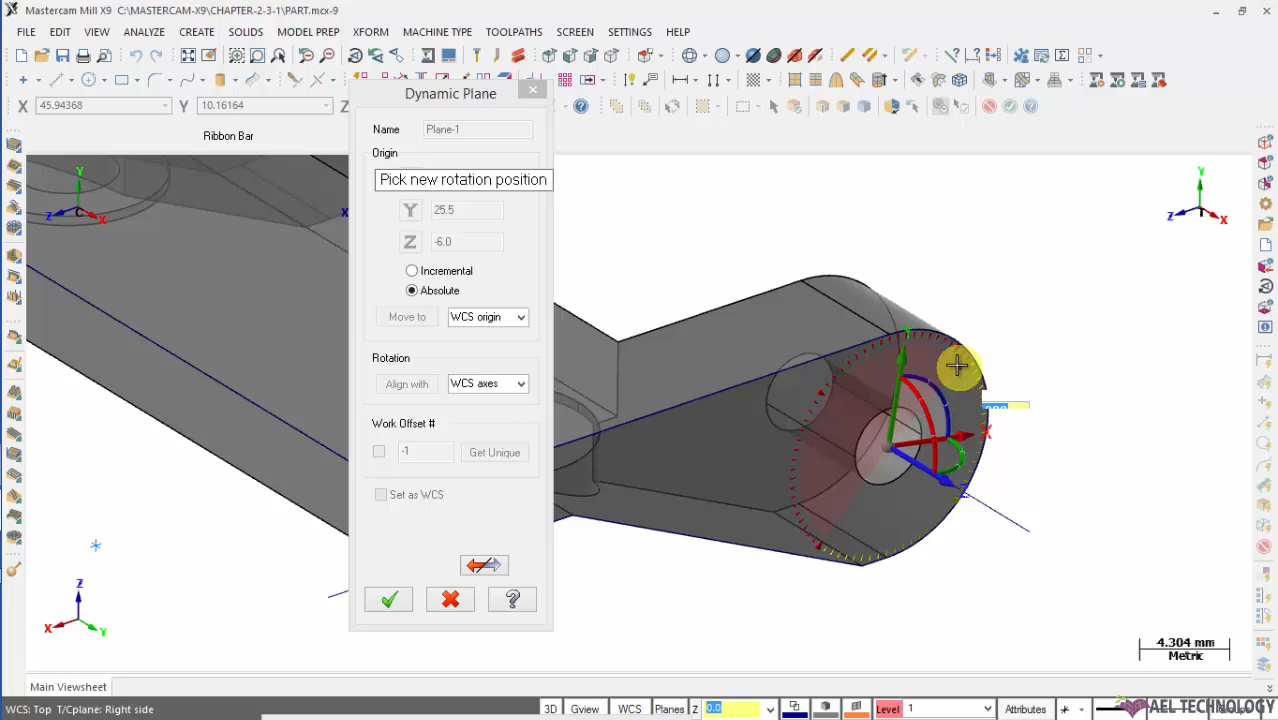 Mastercam Mill X9 C:\MASTERCAM-X9\CHAPTER-2-3-1\PART.mcx-9
FILE EDIT VIEW ANALYZE CREATE SOLIDS MODEL PREP XFORM MACHINE TYPE TOOLPATHS SCREEN SETTINGS HELP
X 45.94368 Y 10.16164 Z
Dynamic Plane
Ribbon Bar
Name Plane-1
Origin
Pick new rotation position
Y 25.5
Z -6.0
Incremental
Absolute
Move to WCS origin
Rotation
Align with WCS axes
Work Offset #
-1 Get Unique
Set as WCS
Y
Z C X
X
Y
Z X
Y
X
Z
Z
X Y
4.304 mm
Metric
Main Viewsheet
WCS: Top T/Cplane: Right side
3D Gview WCS Planes Z 0.0 Level 1 Attributes
AEL TECHNOLOGY